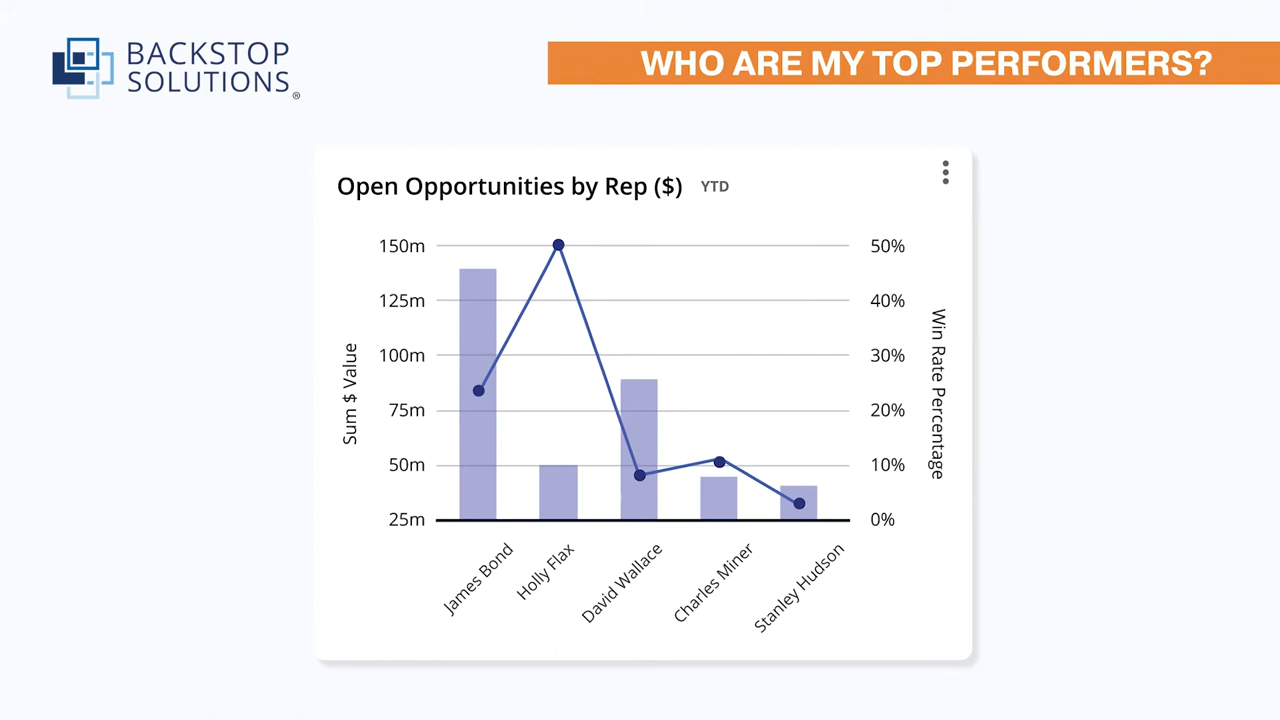 BACKSTOP
SOLUTIONS®
WHO ARE MY TOP PERFORMERS?
Open Opportunities by Rep ($) YTD
150m
125m
100m
75m
50m
25m
Sum $ Value
50%
40%
30%
20%
10%
0%
Win Rate Percentage
James Bond
Holly Flax
David Wallace
Charles Miner
Stanley Hudson